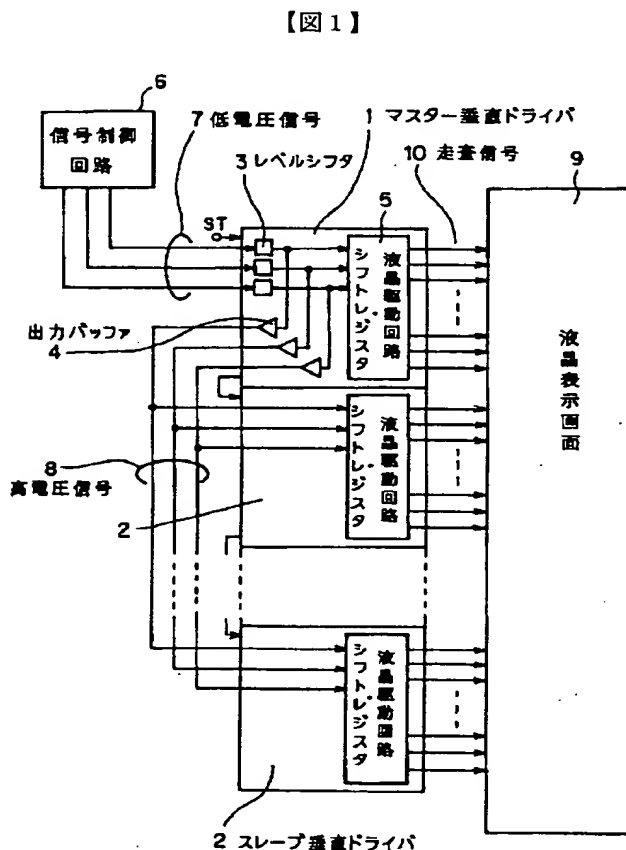 【図1】
6
信号制御
回路
7 低電圧信号
1 マスター垂直ドライバ
3 レベルシフタ
10 走査信号
9
ST
5
シフトレジスタ
液晶駆動回路
出力バッファ
4
液晶表示画面
シフトレジスタ
液晶駆動回路
8
高電圧信号
2
シフトレジスタ
液晶駆動回路
2 スレーブ垂直ドライバ